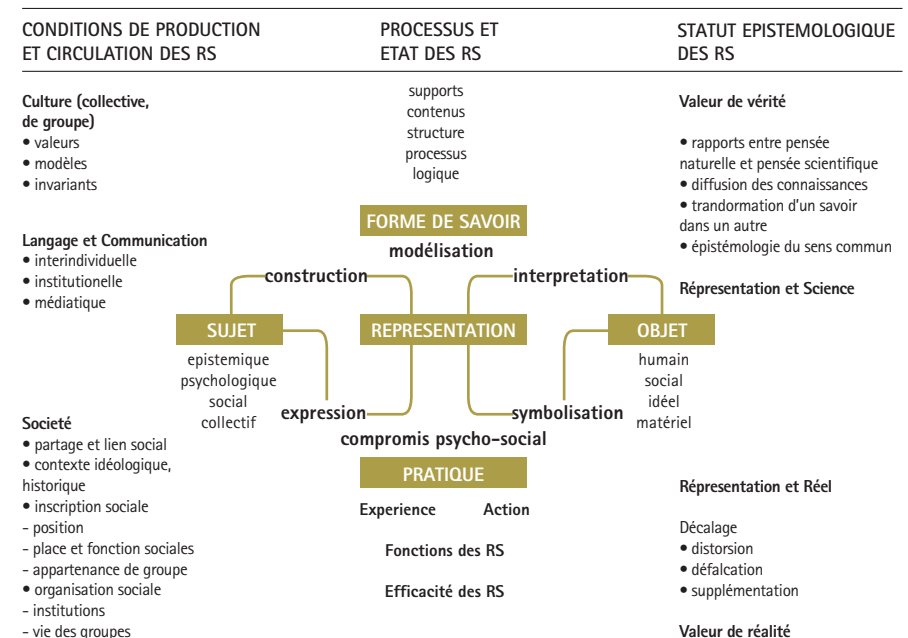 CONDITIONS DE PRODUCTION
ET CIRCULATION DES RS
PROCESSUS ET
ETAT DES RS
STATUT EPISTEMOLOGIQUE
DES RS
Culture (collective,
de groupe)
• valeurs
• modèles
• invariants
Langage et Communication
• interindividuelle
• institutionelle
• médiatique
supports
contenus
structure
processus
logique
FORME DE SAVOIR
modélisation
construction
interpretation
SUJET
REPRESENTATION
OBJET
epistemique
psychologique
social
collectif
humain
social
idéel
matériel
expression
symbolisation
compromis psycho-social
PRATIQUE
Experience
Action
Fonctions des RS
Efficacité des RS
Societé
• partage et lien social
• contexte idéologique,
historique
• inscription sociale
- position
- place et fonction sociales
- appartenance de groupe
• organisation sociale
- institutions
- vie des groupes
Valeur de vérité
• rapports entre pensée
naturelle et pensée scientifique
• diffusion des connaissances
• trandormation d'un savoir
dans un autre
• épistémologie du sens commun
Répresentation et Science
Répresentation et Réel
Décalage
• distorsion
• défalcation
• supplémentation
Valeur de réalité